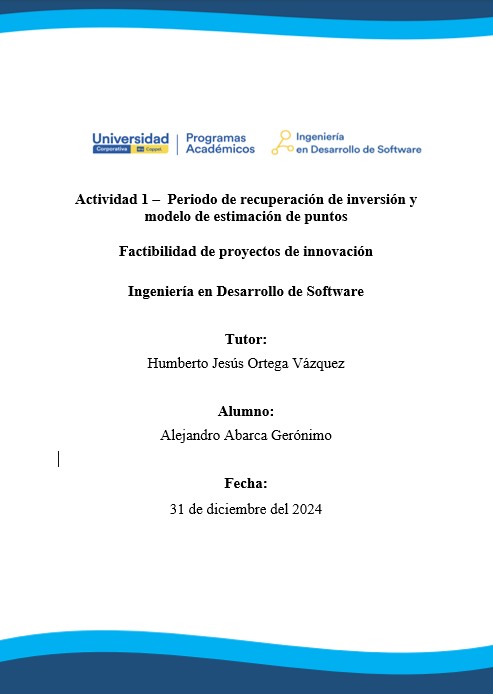 Universidad
Corporativa Coppel.
Programas
Académicos
Ingeniería
en Desarrollo de Software
Actividad 1 – Periodo de recuperación de inversión y
modelo de estimación de puntos
Factibilidad de proyectos de innovación
Ingeniería en Desarrollo de Software
Tutor:
Humberto Jesús Ortega Vázquez
Alumno:
Alejandro Abarca Gerónimo
Fecha:
31 de diciembre del 2024